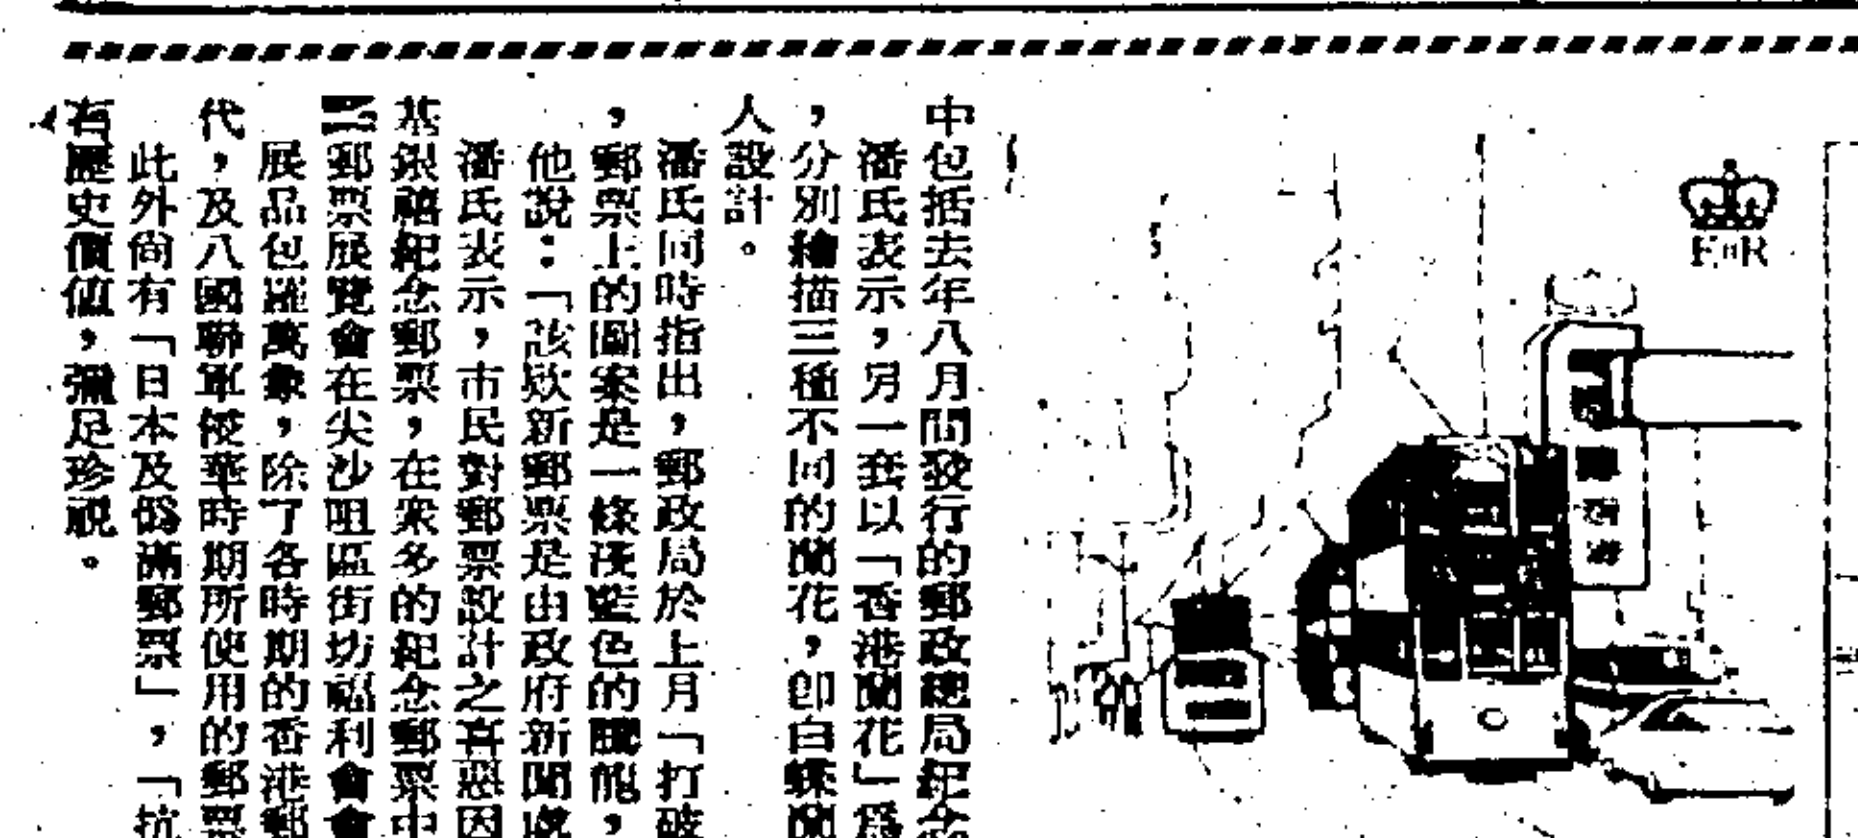 中包括去年八月間發行的郵政總局紀念
潘氏表示，另一套以「香港蘭花」爲
，分別繪描三種不同的蘭花，卽白蝶蘭
人設計。
潘氏同時指出，郵政局於上月「打破
，郵票上的圖案是一條淺藍色的騰龍，
他說：「該欵新郵票是由政府新聞處
潘氏表示，市民對郵票設計之喜惡因
基銀禧紀念郵票，在衆多的紀念郵票中
郵票展覽會在尖沙咀區街坊福利會會
展品包羅萬象，除了各時期的香港郵
代，及八國聯軍侵華時期所使用的郵票
此外尙有「日本及僞滿郵票」，「抗
有歷史價值，彌足珍視。
EIIR